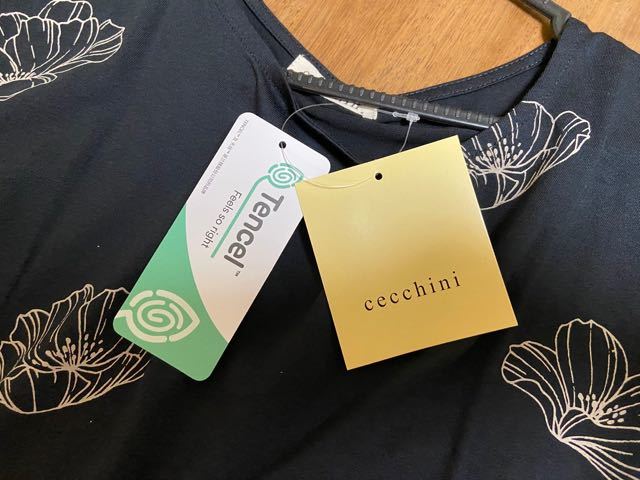 Tencel™
Feels so right
cecchini